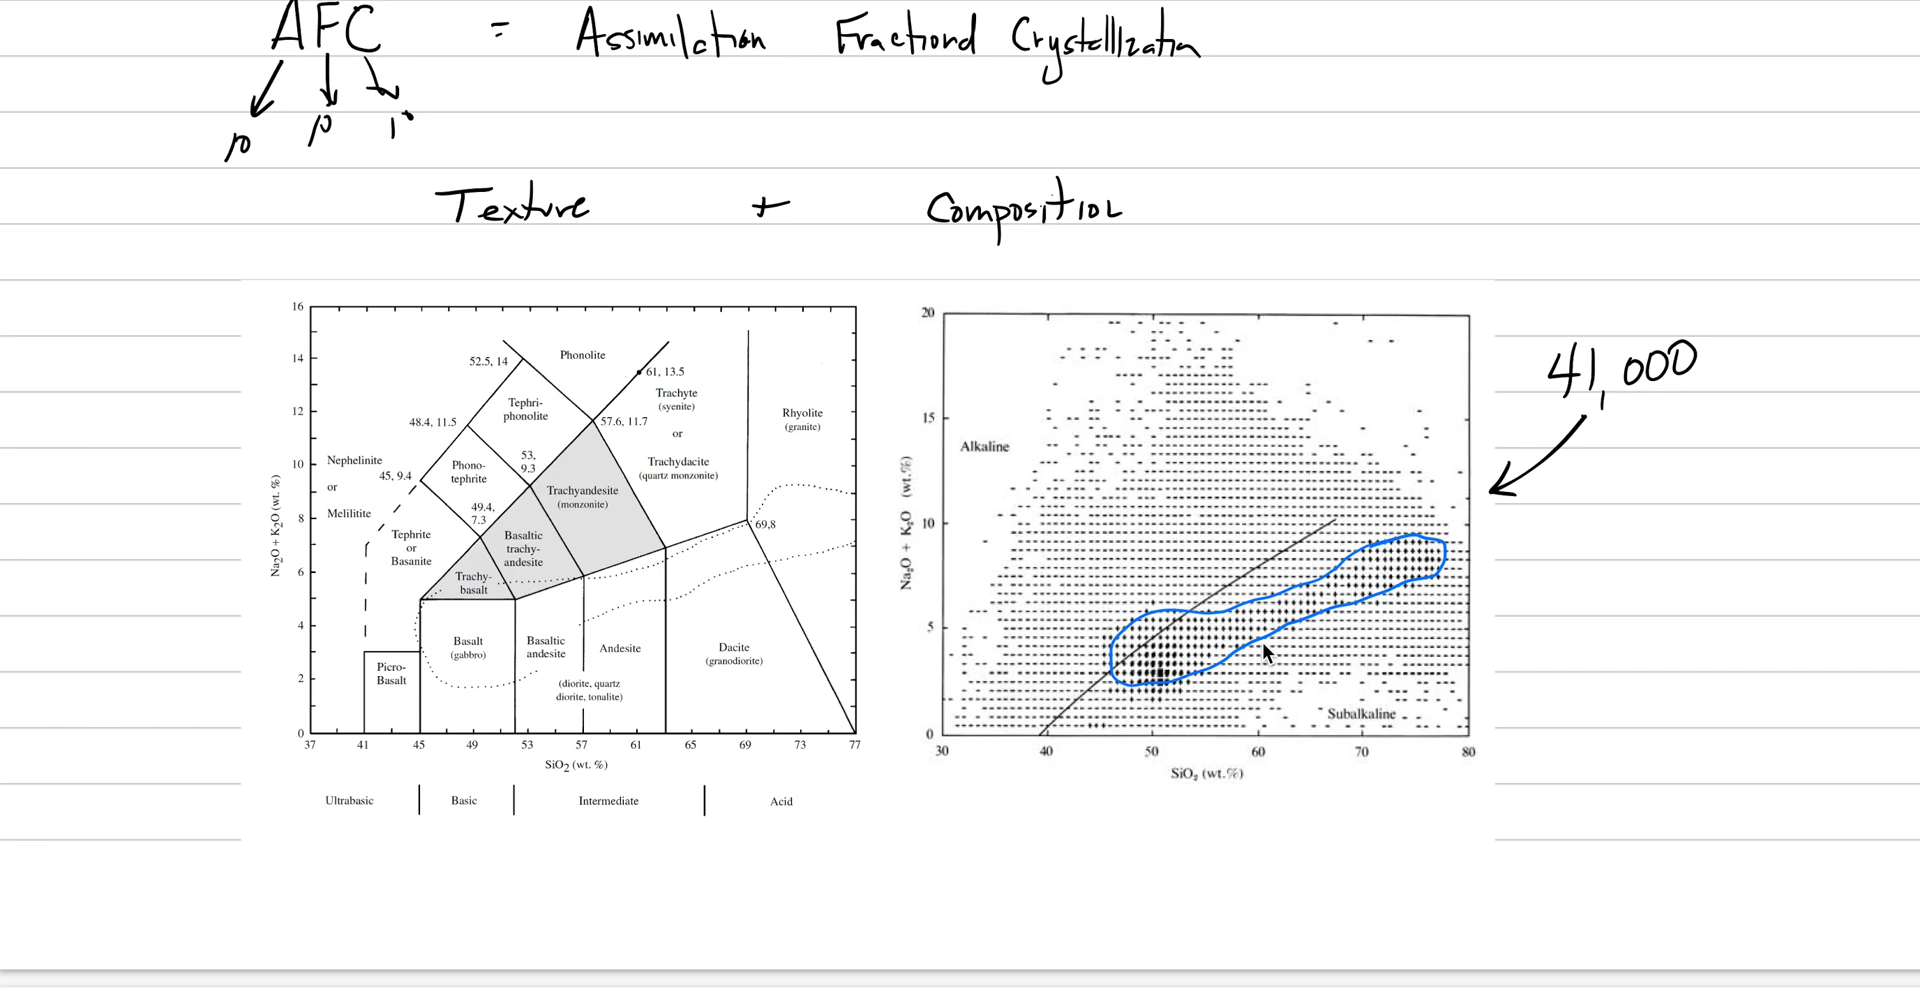 AFC = Assimilation Fractional Crystallization
Texture + Composition
16
14
12
10
8
6
4
2
0
Na2O + K2O (wt. %)
52.5, 14
Phonolite
61, 13.5
Trachyte
(syenite)
or
Trachydacite
(quartz monzonite)
Rhyolite
(granite)
Tephri-
phonolite
48.4, 11.5
57.6, 11.7
Nephelinite
or
Melilitite
45, 9.4
Phono-
tephrite
53,
9.3
Trachyandesite
(monzonite)
49.4,
7.3
69,8
Tephrite
or
Basanite
Basaltic
trachy-
andesite
Trachy-
basalt
Picro-
Basalt
Basalt
(gabbro)
Basaltic
andesite
Andesite
(diorite, quartz
diorite, tonalite)
Dacite
(granodiorite)
37 41 45 49 53 57 61 65 69 73 77
SiO2 (wt. %)
Ultrabasic Basic Intermediate Acid
20
15
10
5
0
Na2O + K2O (wt.%)
Alkaline
Subalkaline
30 40 50 60 70 80
SiO2 (wt.%)
41,000